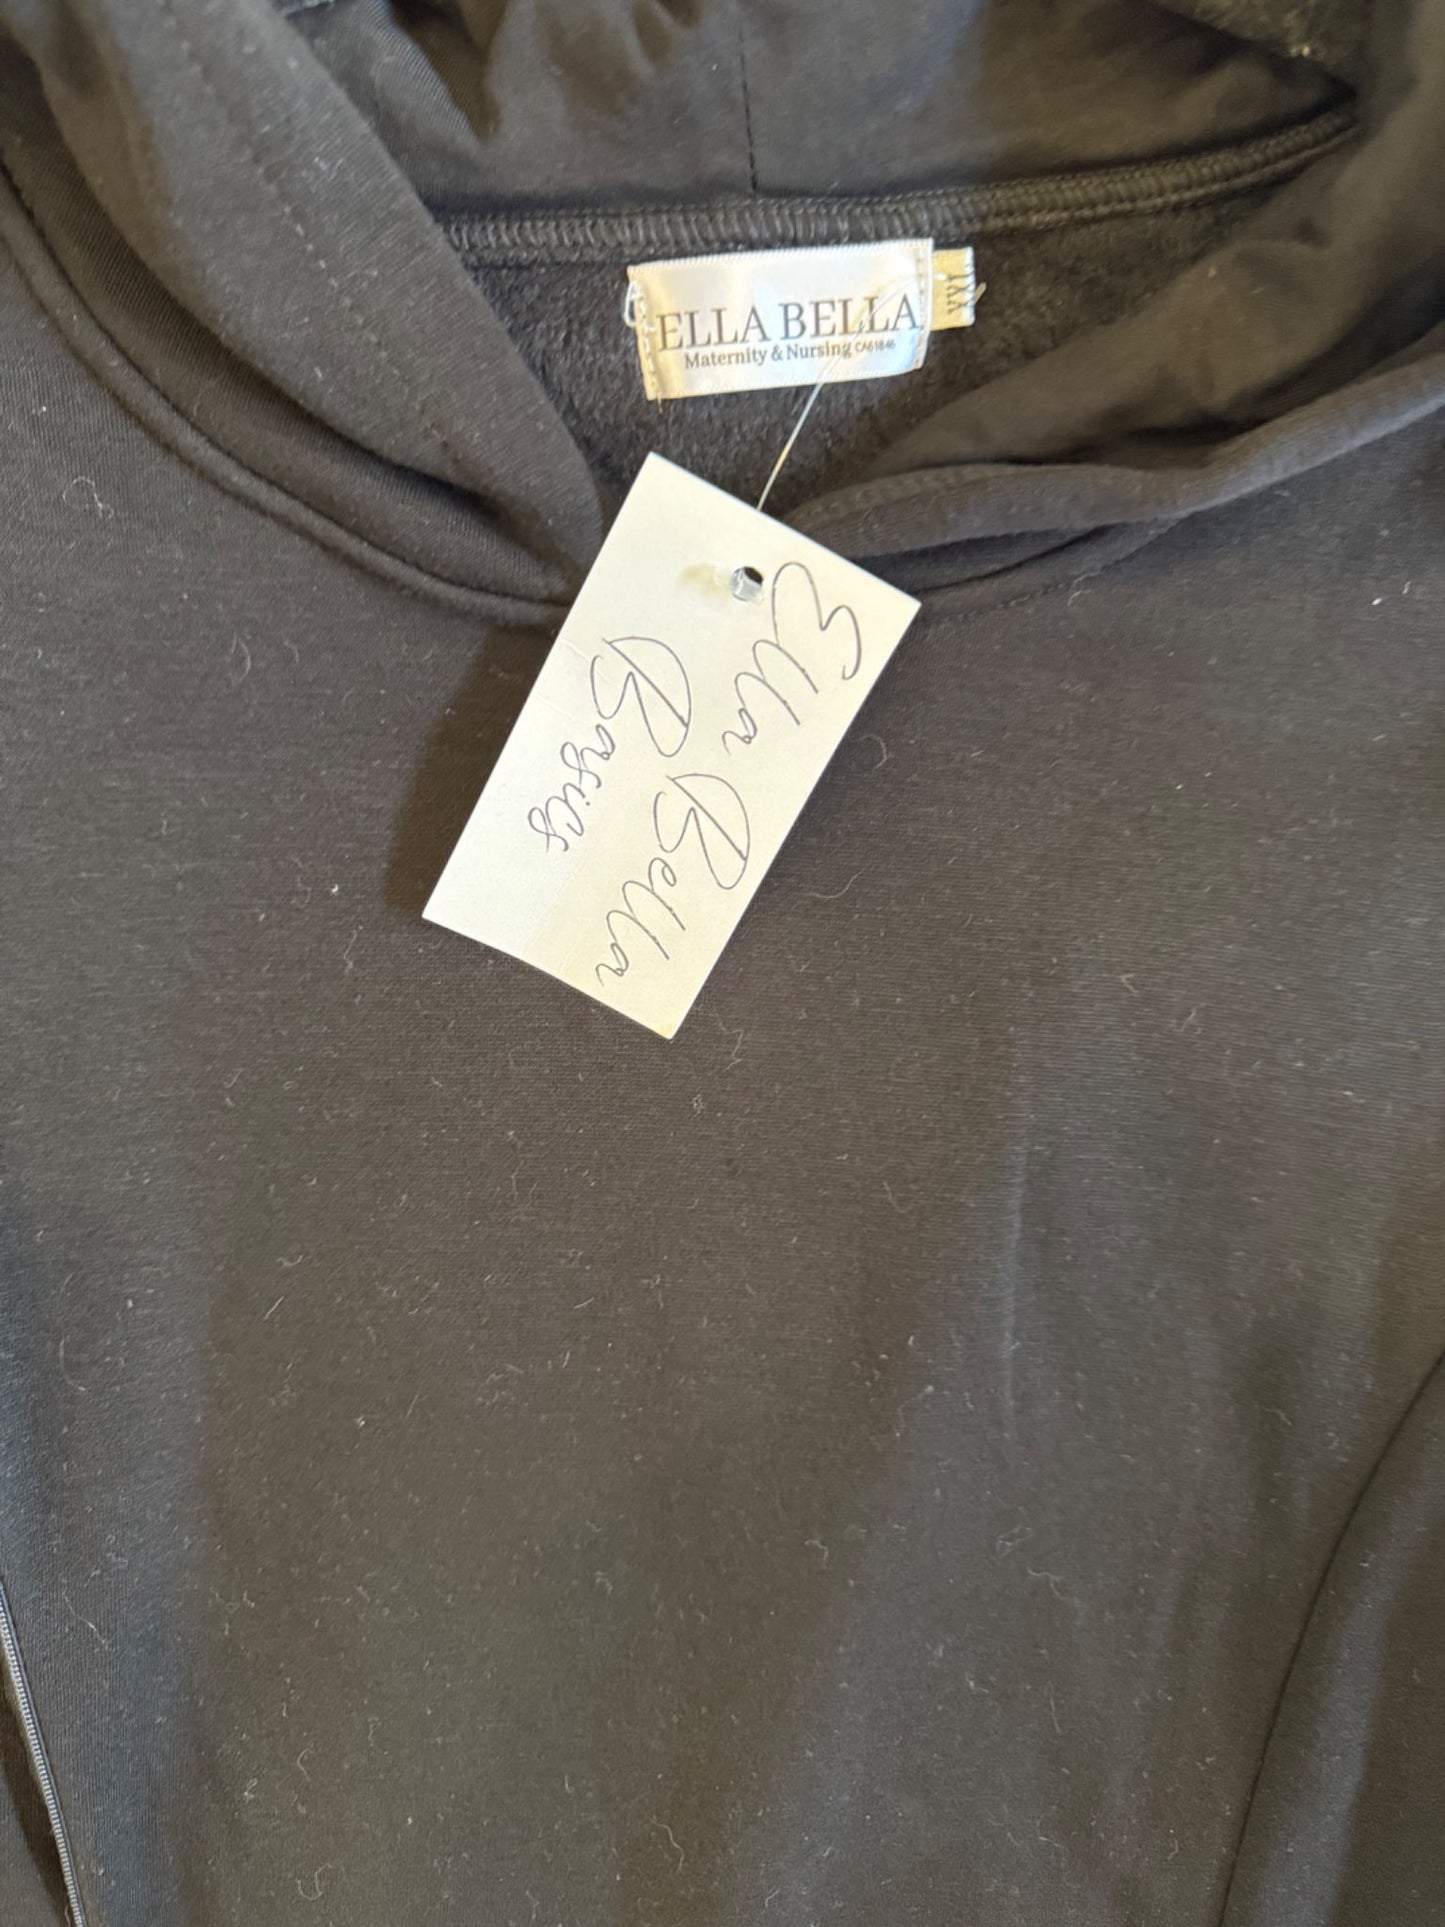 ELLA BELLA
Maternity & Nursing CA61846
XXL
Ella Bella
Basics